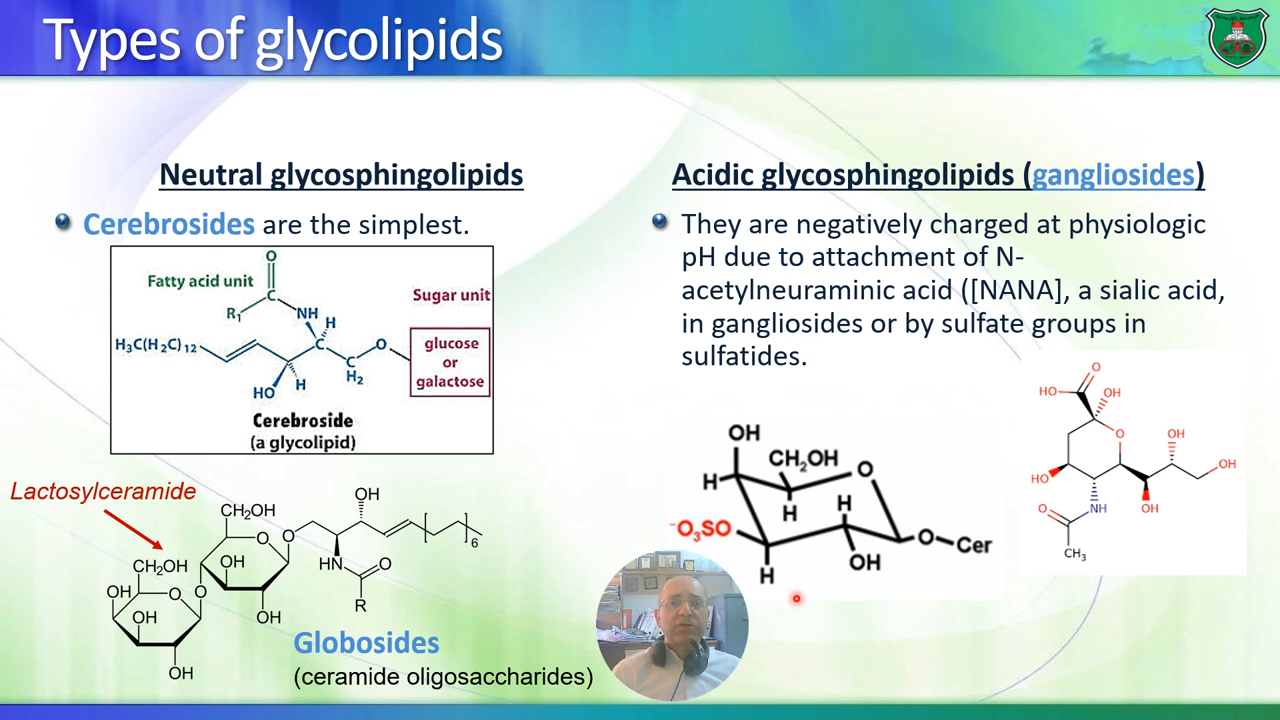 Types of glycolipids
Neutral glycosphingolipids
Cerebrosides are the simplest.
O
Fatty acid unit
C
R1
NH
H
Sugar unit
H3C(H2C)12
O
C
C
H2
glucose
or
galactose
HO
H
Cerebroside
(a glycolipid)
Lactosylceramide
CH2OH
OH
O
O
OH
6
CH2OH
HN
O
OH
O
O
OH
OH
R
OH
Globosides
(ceramide oligosaccharides)
Acidic glycosphingolipids (gangliosides)
They are negatively charged at physiologic
pH due to attachment of N-
acetylneuraminic acid ([NANA], a sialic acid,
in gangliosides or by sulfate groups in
sulfatides.
OH
CH2OH
O
H
H
H
-O3SO
O-Cer
H
OH
O
HO
OH
O
OH
HO
OH
NH
OH
O
CH3